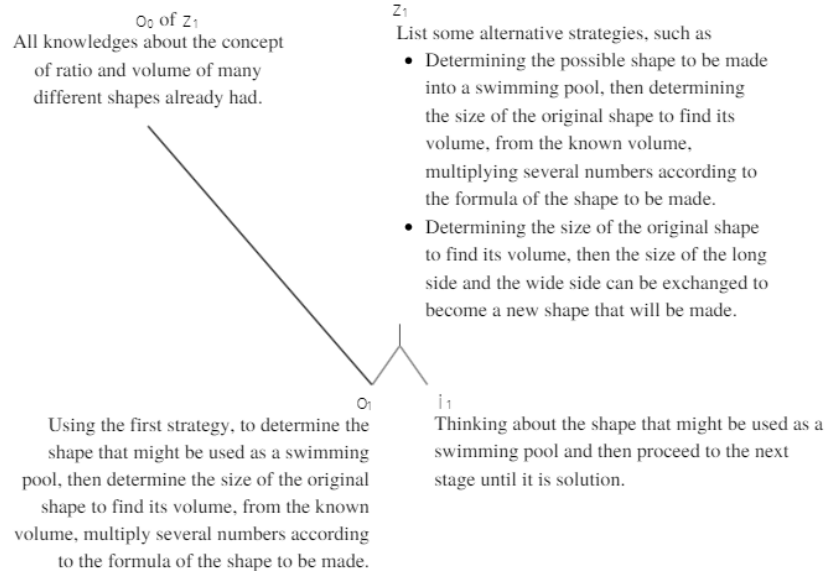 O₀ of Z₁
All knowledges about the concept
of ratio and volume of many
different shapes already had.
Z₁
List some alternative strategies, such as
• Determining the possible shape to be made
into a swimming pool, then determining
the size of the original shape to find its
volume, from the known volume,
multiplying several numbers according to
the formula of the shape to be made.
• Determining the size of the original shape
to find its volume, then the size of the long
side and the wide side can be exchanged to
become a new shape that will be made.
O₁
Using the first strategy, to determine the
shape that might be used as a swimming
pool, then determine the size of the original
shape to find its volume, from the known
volume, multiply several numbers according
to the formula of the shape to be made.
i₁
Thinking about the shape that might be used as a
swimming pool and then proceed to the next
stage until it is solution.